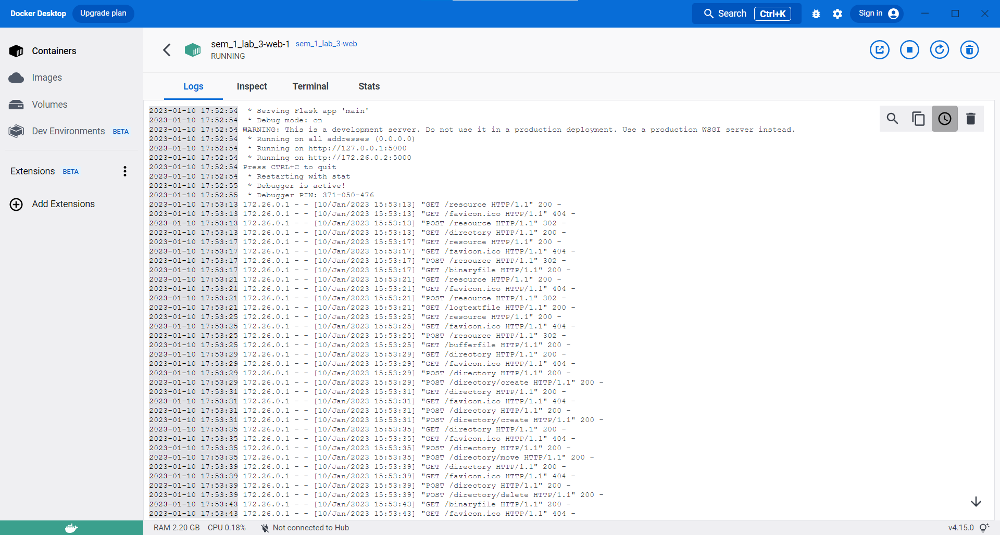 Docker Desktop Upgrade plan Search Ctrl+K Sign in
Containers
Images
Volumes
Dev Environments BETA
Extensions BETA
Add Extensions
sem_1_lab_3-web-1 sem_1_lab_3-web
RUNNING
Logs Inspect Terminal Stats
2023-01-10 17:52:54 * Serving Flask app 'main'
2023-01-10 17:52:54 * Debug mode: on
2023-01-10 17:52:54 WARNING: This is a development server. Do not use it in a production deployment. Use a production WSGI server instead.
2023-01-10 17:52:54 * Running on all addresses (0.0.0.0)
2023-01-10 17:52:54 * Running on http://127.0.0.1:5000
2023-01-10 17:52:54 * Running on http://172.26.0.2:5000
2023-01-10 17:52:54 Press CTRL+C to quit
2023-01-10 17:52:54 * Restarting with stat
2023-01-10 17:52:55 * Debugger is active!
2023-01-10 17:52:55 * Debugger PIN: 371-050-476
2023-01-10 17:53:13 172.26.0.1 - - [10/Jan/2023 15:53:13] "GET /resource HTTP/1.1" 200 -
2023-01-10 17:53:13 172.26.0.1 - - [10/Jan/2023 15:53:13] "GET /favicon.ico HTTP/1.1" 404 -
2023-01-10 17:53:13 172.26.0.1 - - [10/Jan/2023 15:53:13] "POST /resource HTTP/1.1" 302 -
2023-01-10 17:53:13 172.26.0.1 - - [10/Jan/2023 15:53:13] "GET /directory HTTP/1.1" 200 -
2023-01-10 17:53:17 172.26.0.1 - - [10/Jan/2023 15:53:17] "GET /resource HTTP/1.1" 200 -
2023-01-10 17:53:17 172.26.0.1 - - [10/Jan/2023 15:53:17] "GET /favicon.ico HTTP/1.1" 404 -
2023-01-10 17:53:17 172.26.0.1 - - [10/Jan/2023 15:53:17] "POST /resource HTTP/1.1" 302 -
2023-01-10 17:53:17 172.26.0.1 - - [10/Jan/2023 15:53:17] "GET /binaryfile HTTP/1.1" 200 -
2023-01-10 17:53:21 172.26.0.1 - - [10/Jan/2023 15:53:21] "GET /resource HTTP/1.1" 200 -
2023-01-10 17:53:21 172.26.0.1 - - [10/Jan/2023 15:53:21] "GET /favicon.ico HTTP/1.1" 404 -
2023-01-10 17:53:21 172.26.0.1 - - [10/Jan/2023 15:53:21] "POST /resource HTTP/1.1" 302 -
2023-01-10 17:53:21 172.26.0.1 - - [10/Jan/2023 15:53:21] "GET /logtextfile HTTP/1.1" 200 -
2023-01-10 17:53:25 172.26.0.1 - - [10/Jan/2023 15:53:25] "GET /resource HTTP/1.1" 200 -
2023-01-10 17:53:25 172.26.0.1 - - [10/Jan/2023 15:53:25] "GET /favicon.ico HTTP/1.1" 404 -
2023-01-10 17:53:25 172.26.0.1 - - [10/Jan/2023 15:53:25] "POST /resource HTTP/1.1" 302 -
2023-01-10 17:53:25 172.26.0.1 - - [10/Jan/2023 15:53:25] "GET /bufferfile HTTP/1.1" 200 -
2023-01-10 17:53:29 172.26.0.1 - - [10/Jan/2023 15:53:29] "GET /directory HTTP/1.1" 200 -
2023-01-10 17:53:29 172.26.0.1 - - [10/Jan/2023 15:53:29] "GET /favicon.ico HTTP/1.1" 404 -
2023-01-10 17:53:29 172.26.0.1 - - [10/Jan/2023 15:53:29] "POST /directory HTTP/1.1" 200 -
2023-01-10 17:53:29 172.26.0.1 - - [10/Jan/2023 15:53:29] "POST /directory/create HTTP/1.1" 200 -
2023-01-10 17:53:31 172.26.0.1 - - [10/Jan/2023 15:53:31] "GET /directory HTTP/1.1" 200 -
2023-01-10 17:53:31 172.26.0.1 - - [10/Jan/2023 15:53:31] "GET /favicon.ico HTTP/1.1" 404 -
2023-01-10 17:53:31 172.26.0.1 - - [10/Jan/2023 15:53:31] "POST /directory HTTP/1.1" 200 -
2023-01-10 17:53:31 172.26.0.1 - - [10/Jan/2023 15:53:31] "POST /directory/create HTTP/1.1" 200 -
2023-01-10 17:53:35 172.26.0.1 - - [10/Jan/2023 15:53:35] "GET /directory HTTP/1.1" 200 -
2023-01-10 17:53:35 172.26.0.1 - - [10/Jan/2023 15:53:35] "GET /favicon.ico HTTP/1.1" 404 -
2023-01-10 17:53:35 172.26.0.1 - - [10/Jan/2023 15:53:35] "POST /directory HTTP/1.1" 200 -
2023-01-10 17:53:35 172.26.0.1 - - [10/Jan/2023 15:53:35] "POST /directory/move HTTP/1.1" 200 -
2023-01-10 17:53:39 172.26.0.1 - - [10/Jan/2023 15:53:39] "GET /directory HTTP/1.1" 200 -
2023-01-10 17:53:39 172.26.0.1 - - [10/Jan/2023 15:53:39] "GET /favicon.ico HTTP/1.1" 404 -
2023-01-10 17:53:39 172.26.0.1 - - [10/Jan/2023 15:53:39] "POST /directory HTTP/1.1" 200 -
2023-01-10 17:53:39 172.26.0.1 - - [10/Jan/2023 15:53:39] "POST /directory/delete HTTP/1.1" 200 -
2023-01-10 17:53:43 172.26.0.1 - - [10/Jan/2023 15:53:43] "GET /binaryfile HTTP/1.1" 200 -
2023-01-10 17:53:43 172.26.0.1 - - [10/Jan/2023 15:53:43] "GET /favicon.ico HTTP/1.1" 404 -
RAM 2.20 GB CPU 0.18% Not connected to Hub v4.15.0